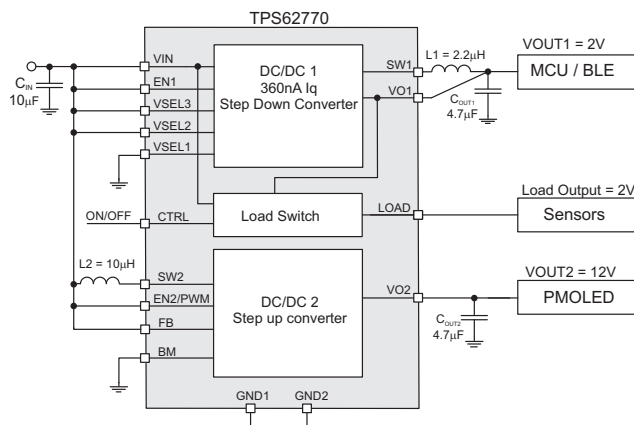 TPS62770
VIN
EN1
VSEL3
VSEL2
VSEL1
CIN
10µF
DC/DC 1
360nA Iq
Step Down Converter
SW1
VO1
L1 = 2.2µH
COUT1
4.7µF
VOUT1 = 2V
MCU / BLE
ON/OFF
CTRL
Load Switch
LOAD
Load Output = 2V
Sensors
L2 = 10µH
SW2
EN2/PWM
FB
BM
DC/DC 2
Step up converter
VO2
COUT2
4.7µF
VOUT2 = 12V
PMOLED
GND1
GND2